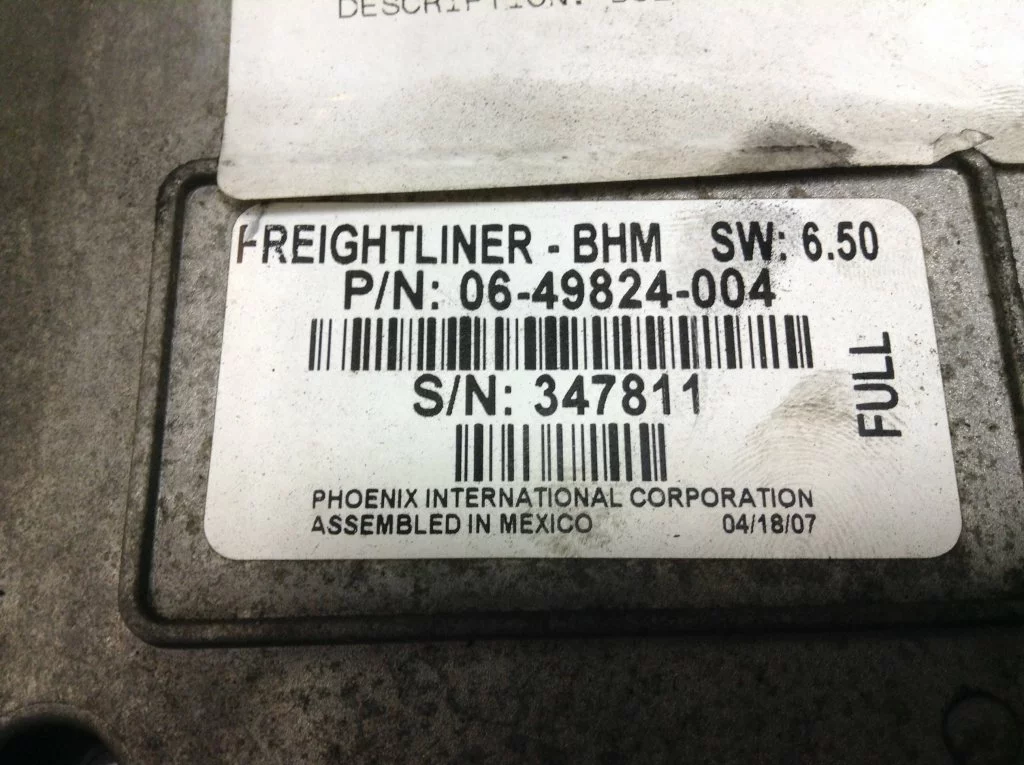 DESCRIPTION:
FREIGHTLINER - BHM SW: 6.50
P/N: 06-49824-004
S/N: 347811
FULL
PHOENIX INTERNATIONAL CORPORATION
ASSEMBLED IN MEXICO 04/18/07